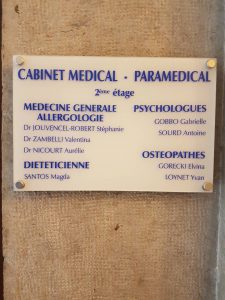 CABINET MEDICAL - PARAMEDICAL
2ème étage
MEDECINE GENERALE
ALLERGOLOGIE
Dr JOUVENCEL-ROBERT Stéphanie
Dr ZAMBELLI Valentina
Dr NICOURT Aurélie
DIETETICIENNE
SANTOS Magda
PSYCHOLOGUES
GOBBO Gabrielle
SOURD Antoine
OSTEOPATHES
GORECKI Elvina
LOYNET Yvan